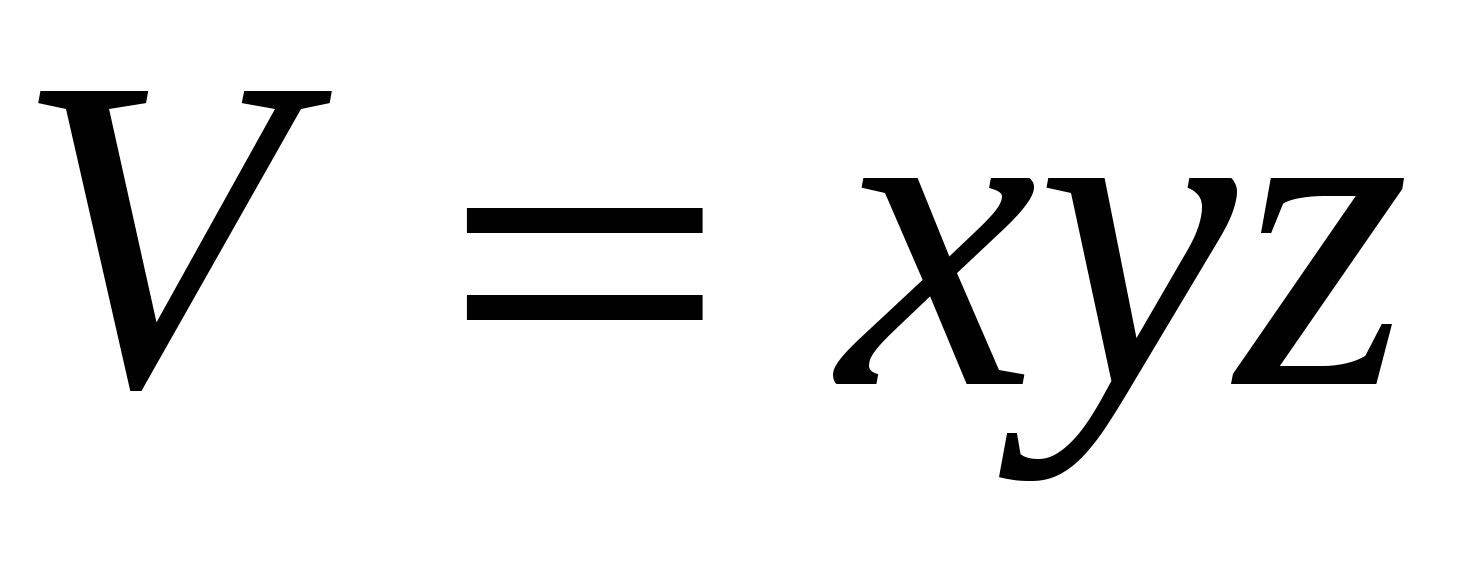 V = xyz